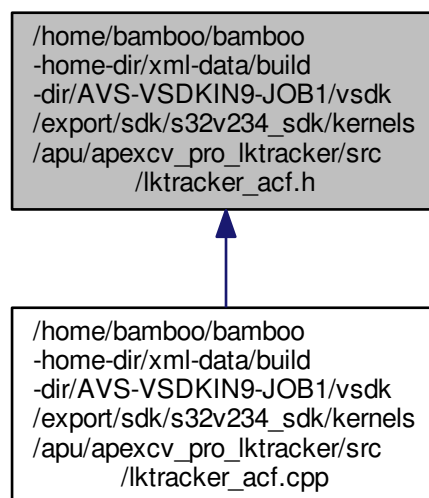 /home/bamboo/bamboo
-home-dir/xml-data/build
-dir/AVS-VSDKIN9-JOB1/vsdk
/export/sdk/s32v234_sdk/kernels
/apu/apexcv_pro_lktracker/src
/lktracker_acf.h
/home/bamboo/bamboo
-home-dir/xml-data/build
-dir/AVS-VSDKIN9-JOB1/vsdk
/export/sdk/s32v234_sdk/kernels
/apu/apexcv_pro_lktracker/src
/lktracker_acf.cpp